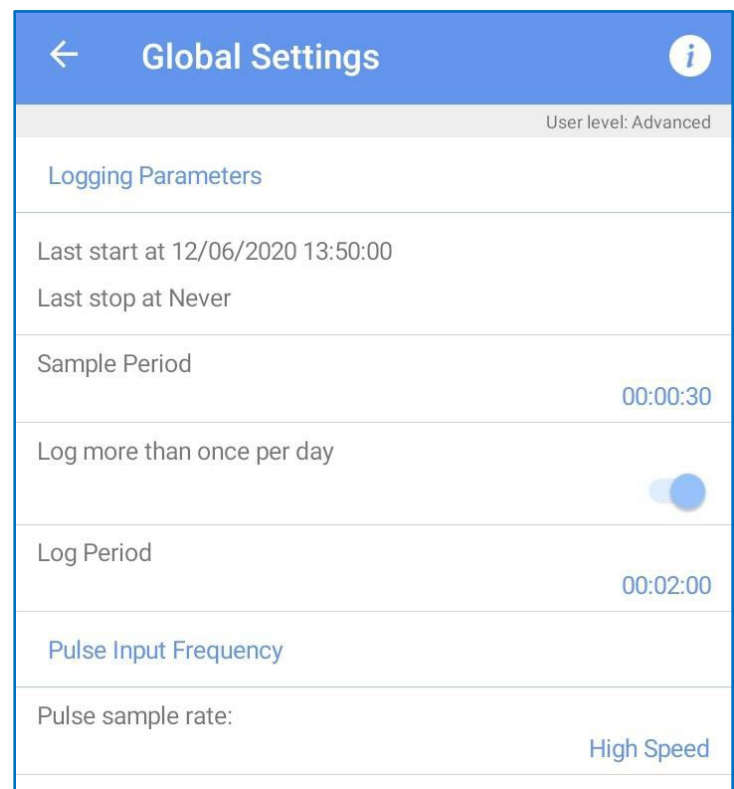 Global Settings
i
User level: Advanced
Logging Parameters
Last start at 12/06/2020 13:50:00
Last stop at Never
Sample Period
00:00:30
Log more than once per day
Log Period
00:02:00
Pulse Input Frequency
Pulse sample rate:
High Speed